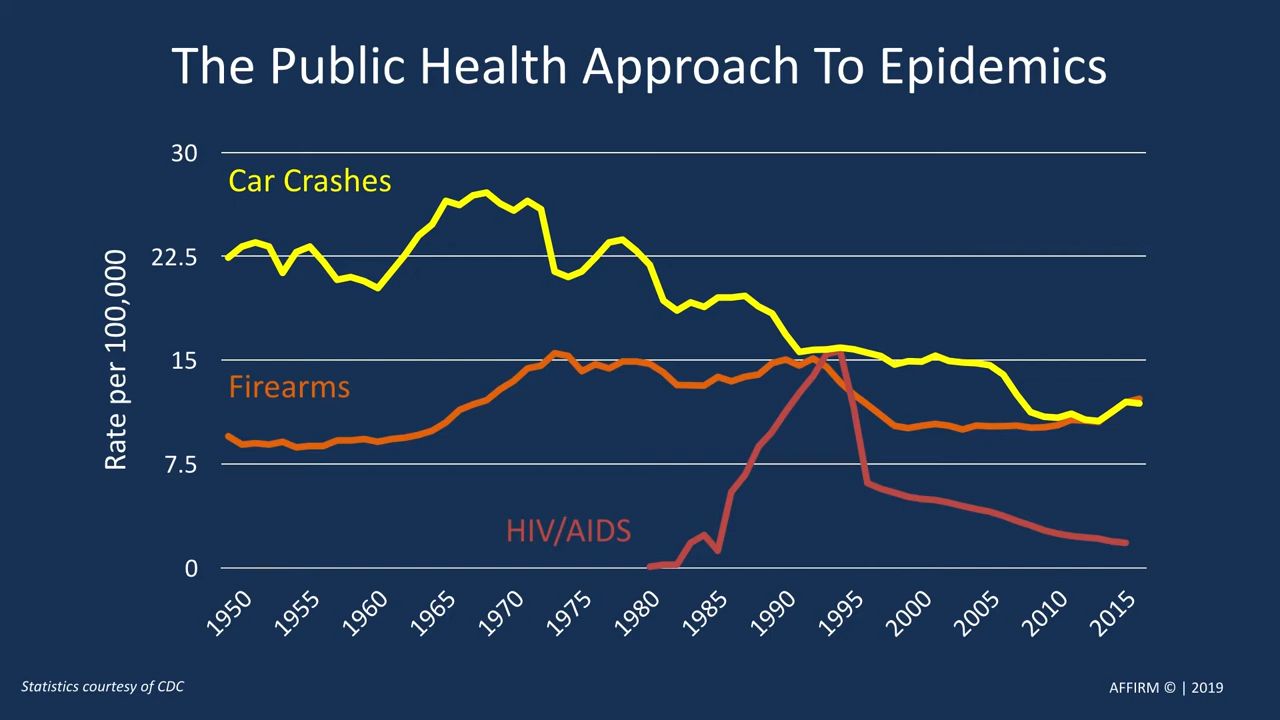 The Public Health Approach To Epidemics
30
Car Crashes
22.5
Rate per 100,000
15
Firearms
7.5
HIV/AIDS
0
1950 1955 1960 1965 1970 1975 1980 1985 1990 1995 2000 2005 2010 2015
Statistics courtesy of CDC
AFFIRM © | 2019